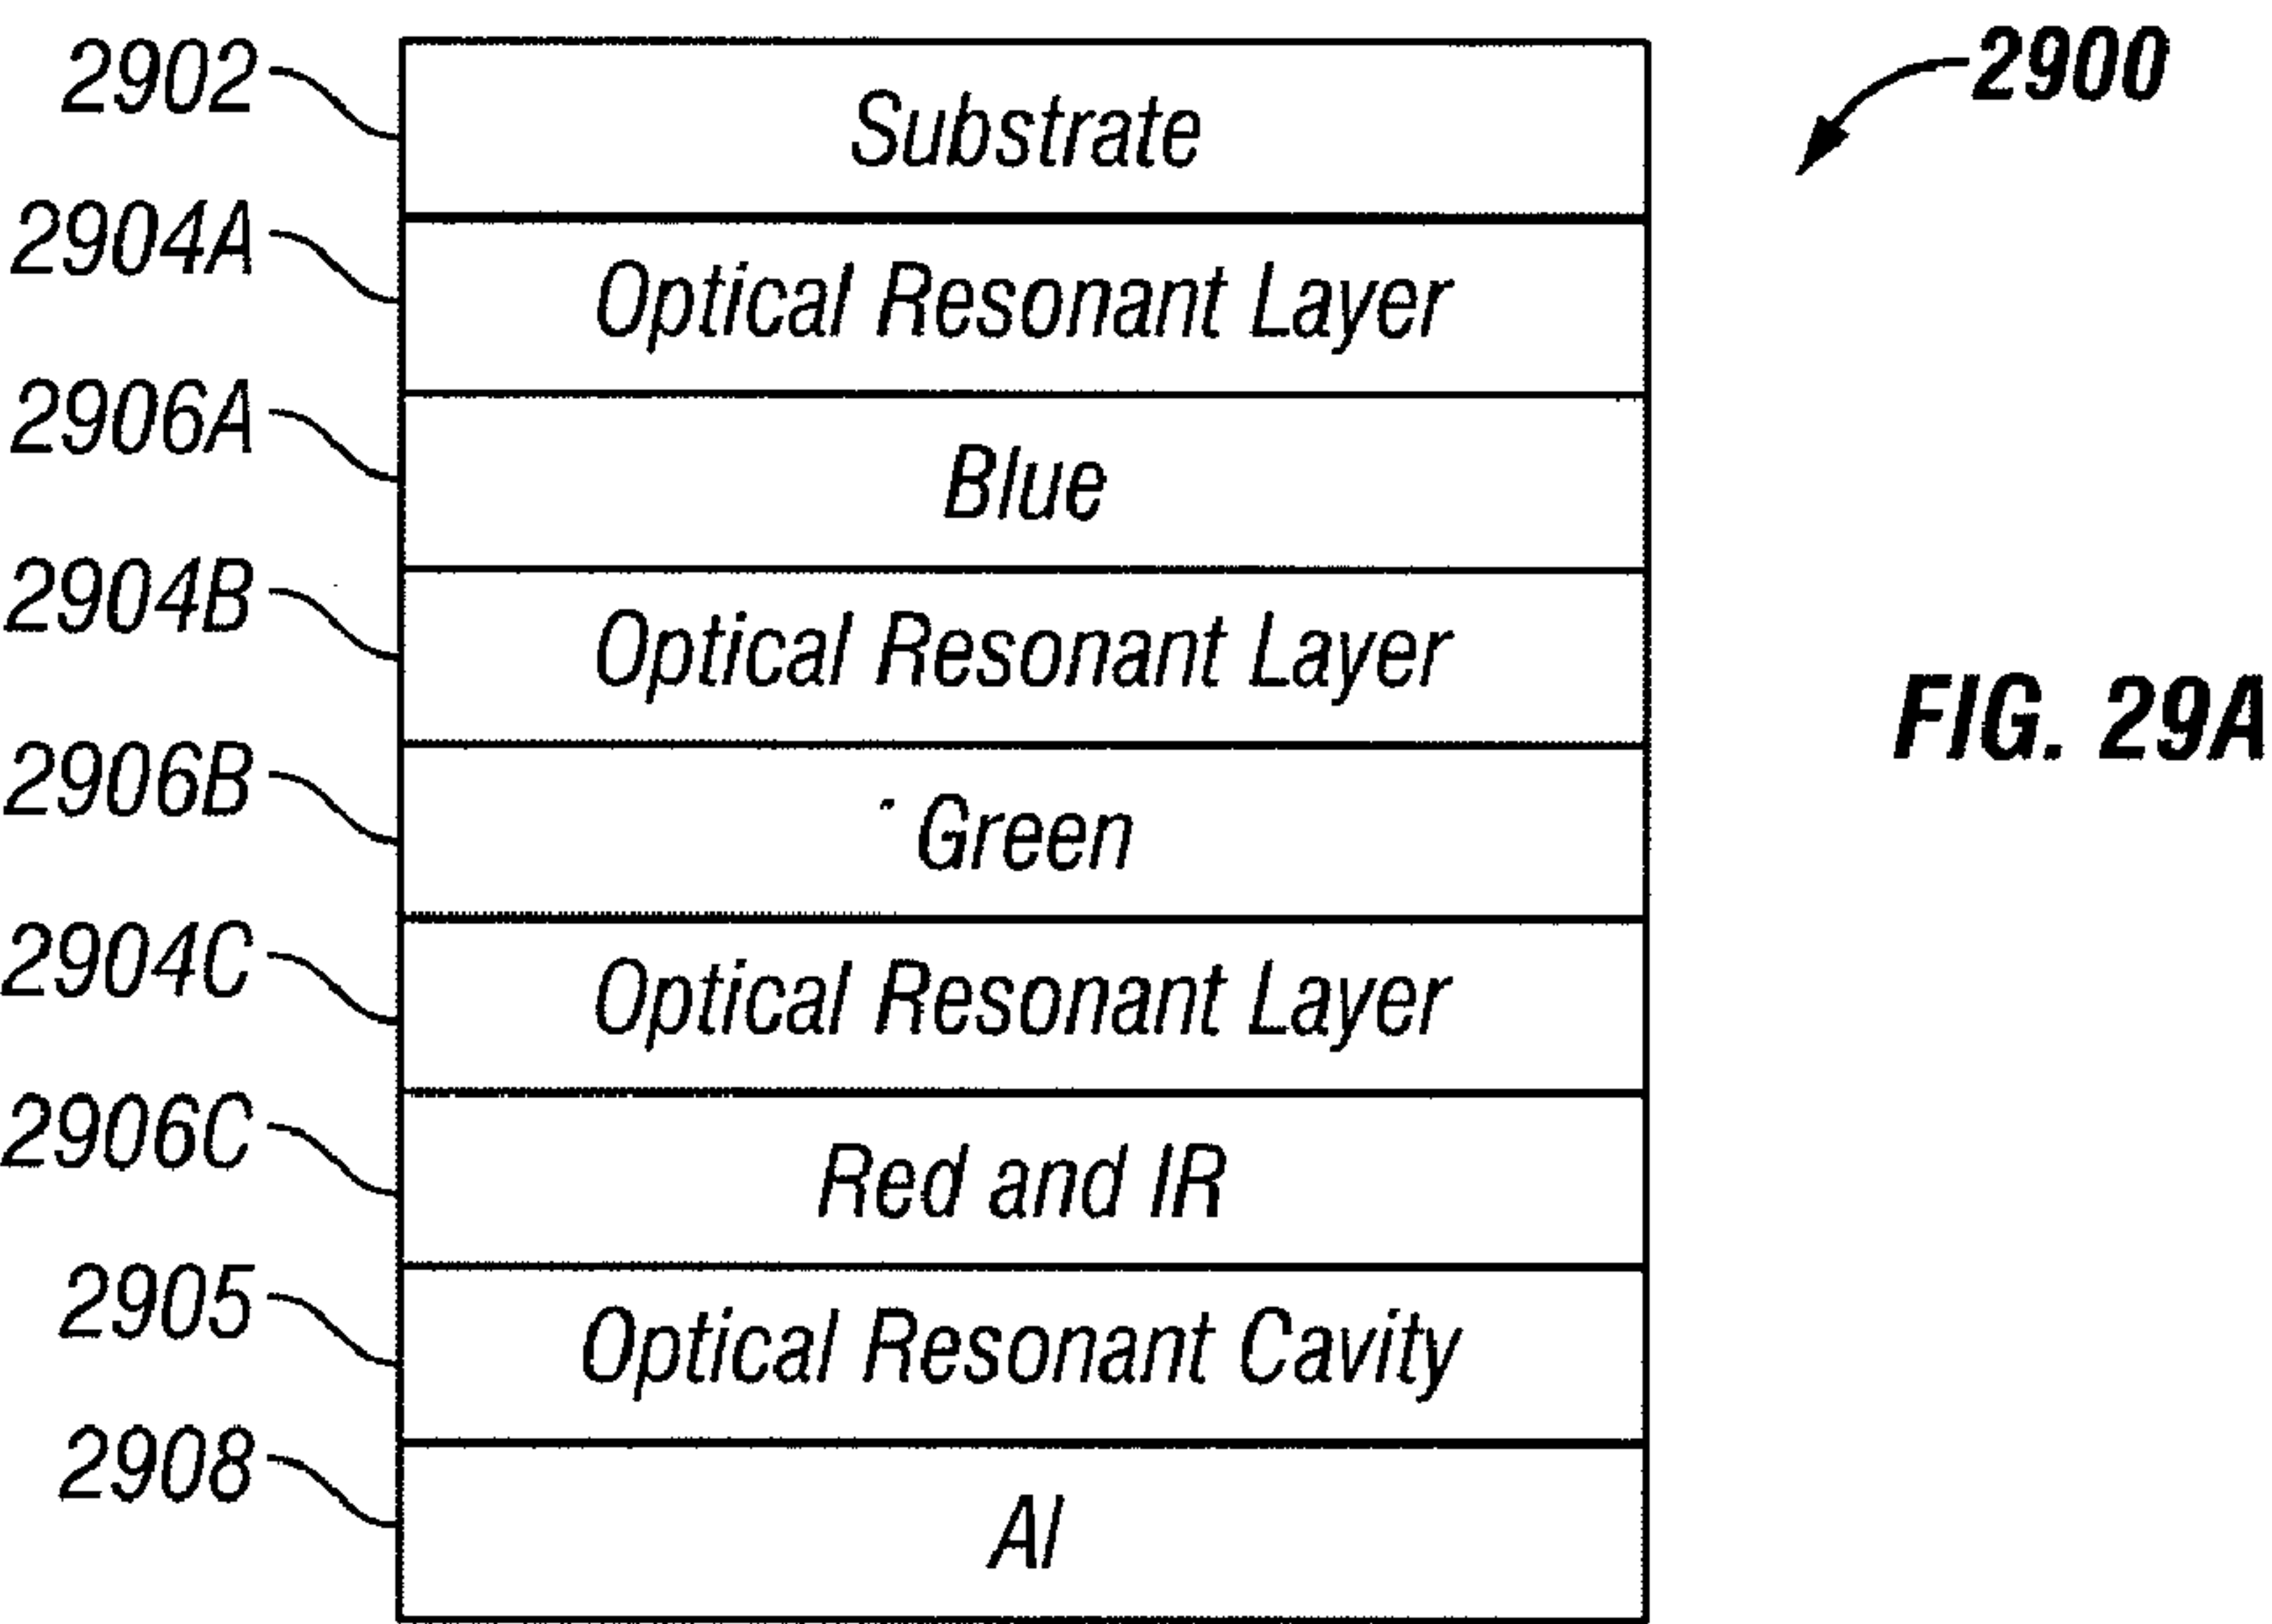 2902 Substrate 2900
2904A Optical Resonant Layer
2906A Blue
2904B Optical Resonant Layer
FIG. 29A
2906B Green
2904C Optical Resonant Layer
2906C Red and IR
2905 Optical Resonant Cavity
2908 Al